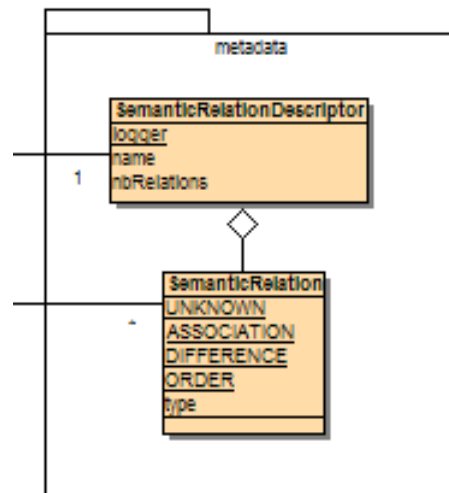 metadata
SemanticRelationDescriptor
logger
name
nbRelations
1
SemanticRelation
*
UNKNOWN
ASSOCIATION
DIFFERENCE
ORDER
type